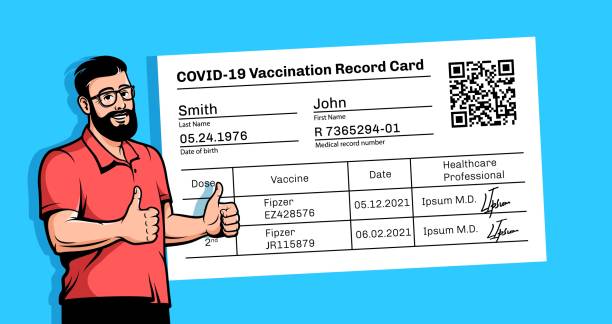 COVID-19 Vaccination Record Card
Smith John
Last Name First Name
05.24.1976 R 7365294-01
Date of birth Medical record number
Dose Vaccine Date Healthcare Professional
Fipzer EZ428576 05.12.2021 Ipsum M.D. Ipsum
2nd Fipzer JR115879 06.02.2021 Ipsum M.D. Ipsum